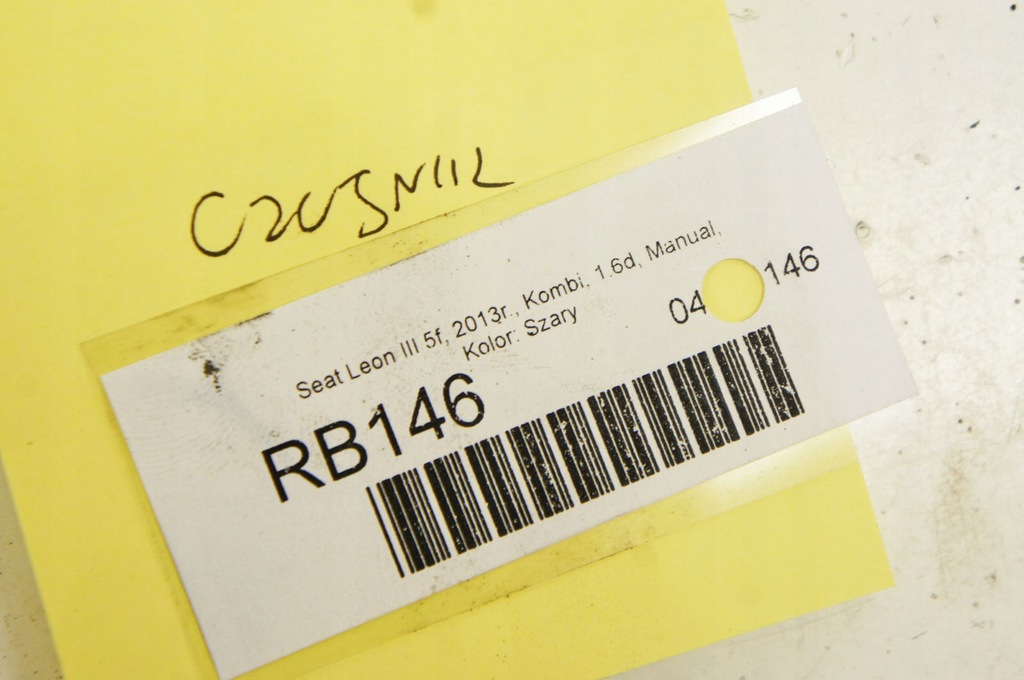 CZUJNIK
Seat Leon III 5f, 2013r., Kombi, 1.6d, Manual,
Kolor: Szary
04 146
RB146